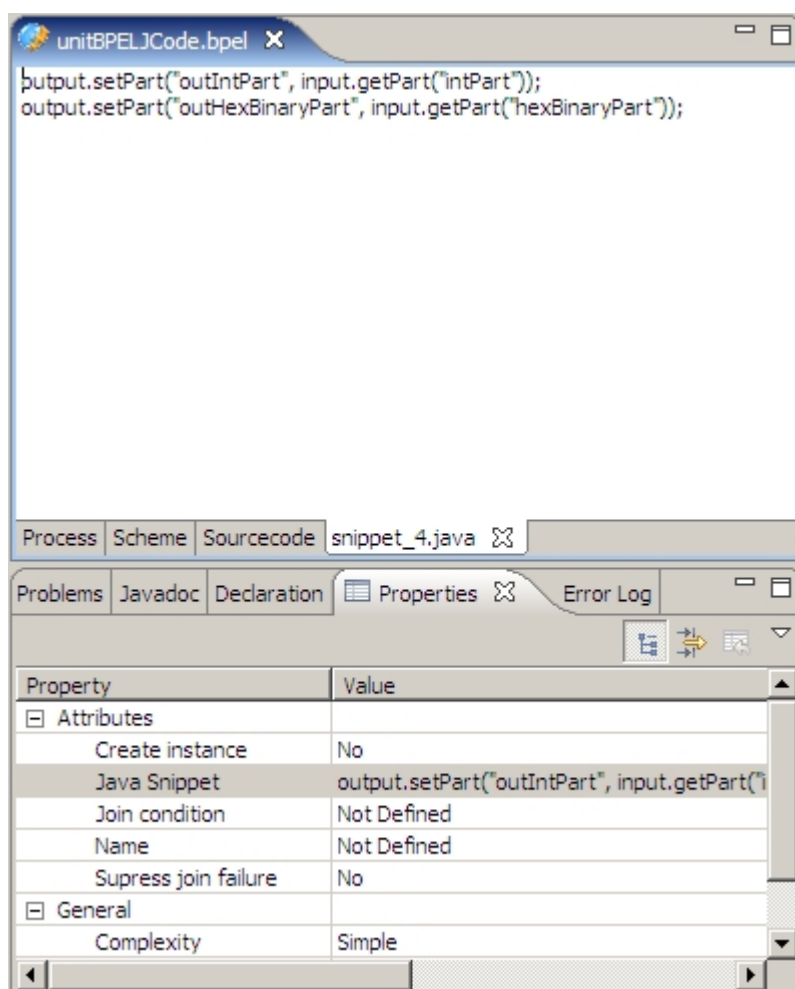 unitBPELJCode.bpel
output.setPart("outIntPart", input.getPart("intPart"));
output.setPart("outHexBinaryPart", input.getPart("hexBinaryPart"));
Process Scheme Sourcecode snippet_4.java
Problems Javadoc Declaration Properties Error Log
Property Value
Attributes
Create instance No
Java Snippet output.setPart("outIntPart", input.getPart("i
Join condition Not Defined
Name Not Defined
Supress join failure No
General
Complexity Simple